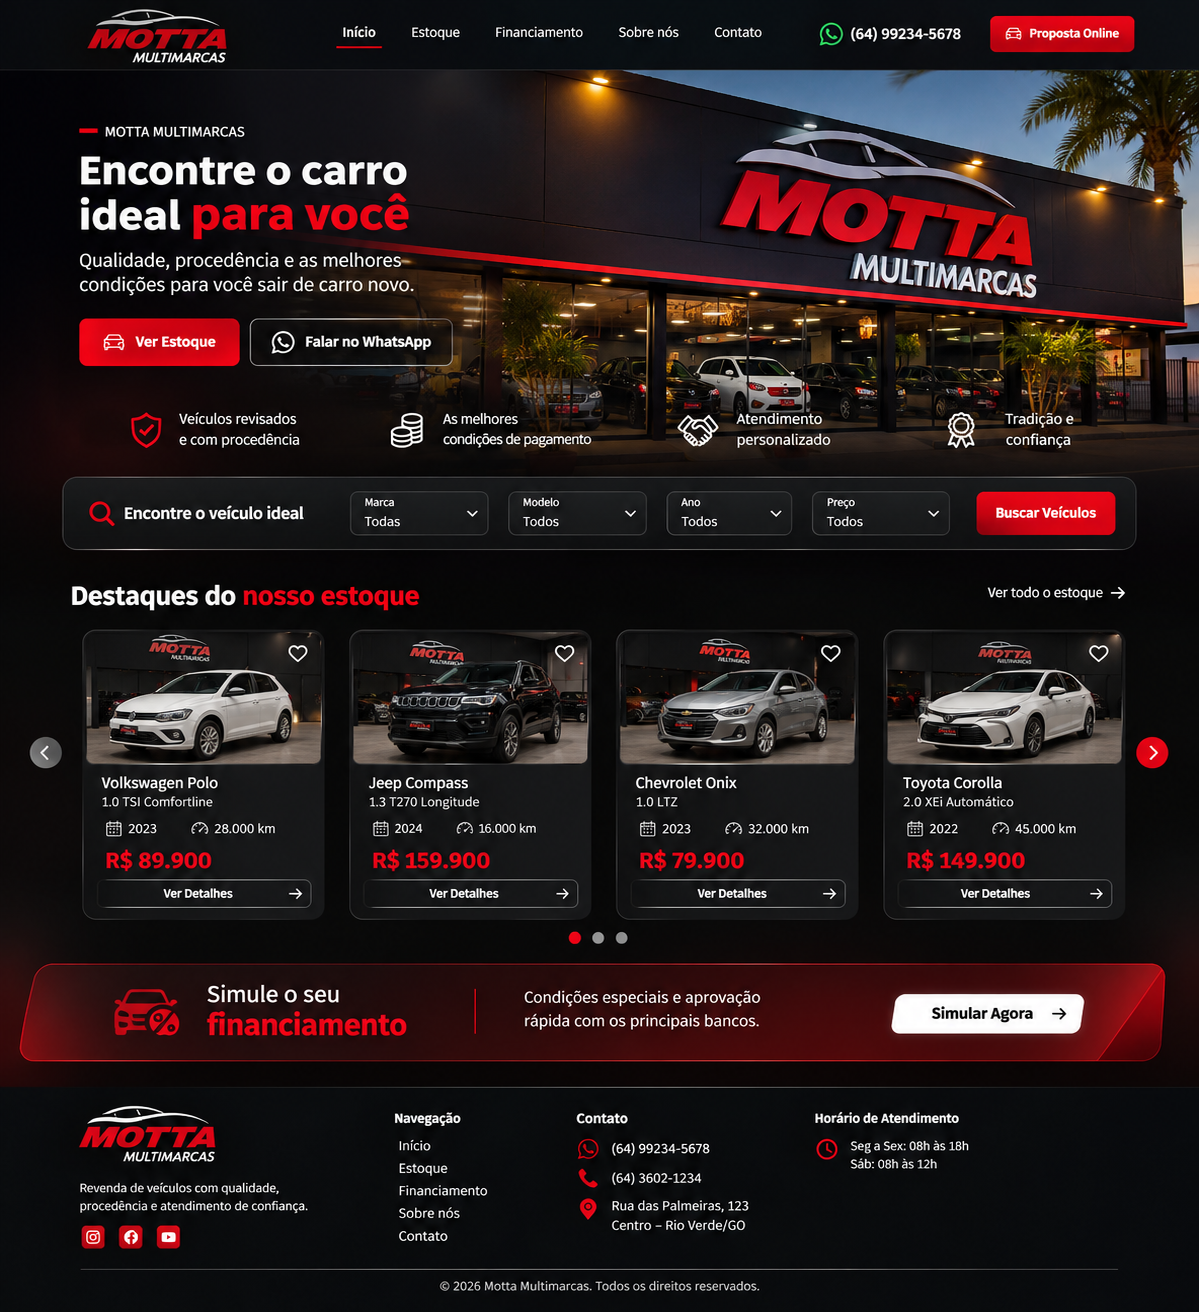 MOTTA
MULTIMARCAS
Início
Estoque
Financiamento
Sobre nós
Contato
(64) 99234-5678
Proposta Online
MOTTA MULTIMARCAS
Encontre o carro
ideal para você
Qualidade, procedência e as melhores
condições para você sair de carro novo.
Ver Estoque
Falar no WhatsApp
MOTTA
MULTIMARCAS
Veículos revisados
e com procedência
As melhores
condições de pagamento
Atendimento
personalizado
Tradição e
confiança
Encontre o veículo ideal
Marca
Todas
Modelo
Todos
Ano
Todos
Preço
Todos
Buscar Veículos
Destaques do nosso estoque
Ver todo o estoque
MOTTA
MULTIMARCAS
Volkswagen Polo
1.0 TSI Comfortline
2023
28.000 km
R$ 89.900
Ver Detalhes
MOTTA
MULTIMARCAS
Jeep Compass
1.3 T270 Longitude
2024
16.000 km
R$ 159.900
Ver Detalhes
MOTTA
MULTIMARCAS
Chevrolet Onix
1.0 LTZ
2023
32.000 km
R$ 79.900
Ver Detalhes
MOTTA
MULTIMARCAS
Toyota Corolla
2.0 XEi Automático
2022
45.000 km
R$ 149.900
Ver Detalhes
Simule o seu
financiamento
Condições especiais e aprovação
rápida com os principais bancos.
Simular Agora
MOTTA
MULTIMARCAS
Revenda de veículos com qualidade,
procedência e atendimento de confiança.
Navegação
Início
Estoque
Financiamento
Sobre nós
Contato
Contato
(64) 99234-5678
(64) 3602-1234
Rua das Palmeiras, 123
Centro – Rio Verde/GO
Horário de Atendimento
Seg a Sex: 08h às 18h
Sáb: 08h às 12h
© 2026 Motta Multimarcas. Todos os direitos reservados.